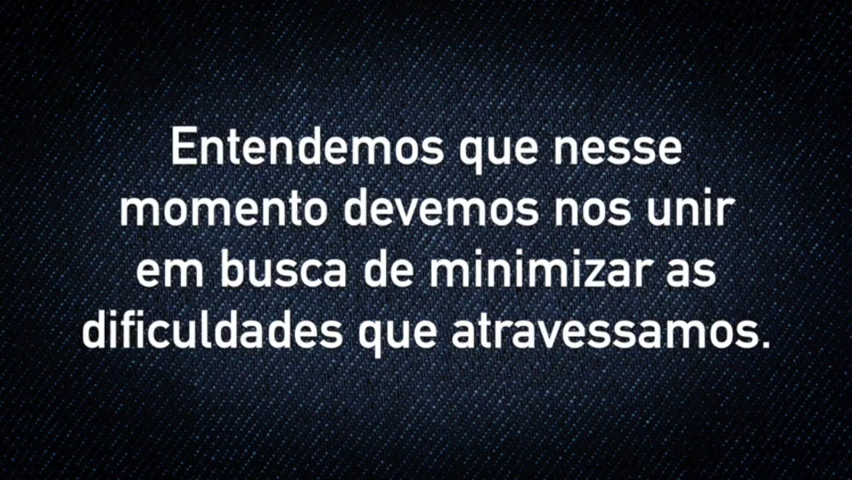 Entendemos que nesse
momento devemos nos unir
em busca de minimizar as
dificuldades que atravessamos.